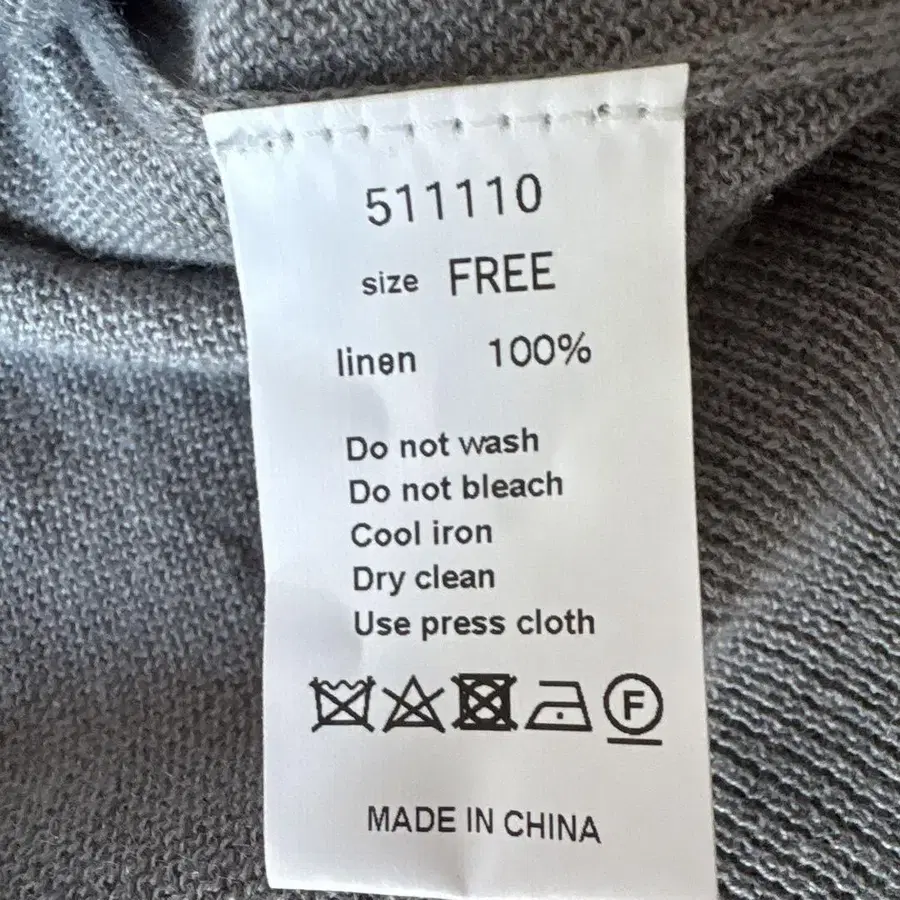 511110
size FREE
linen 100%
Do not wash
Do not bleach
Cool iron
Dry clean
Use press cloth
F
MADE IN CHINA